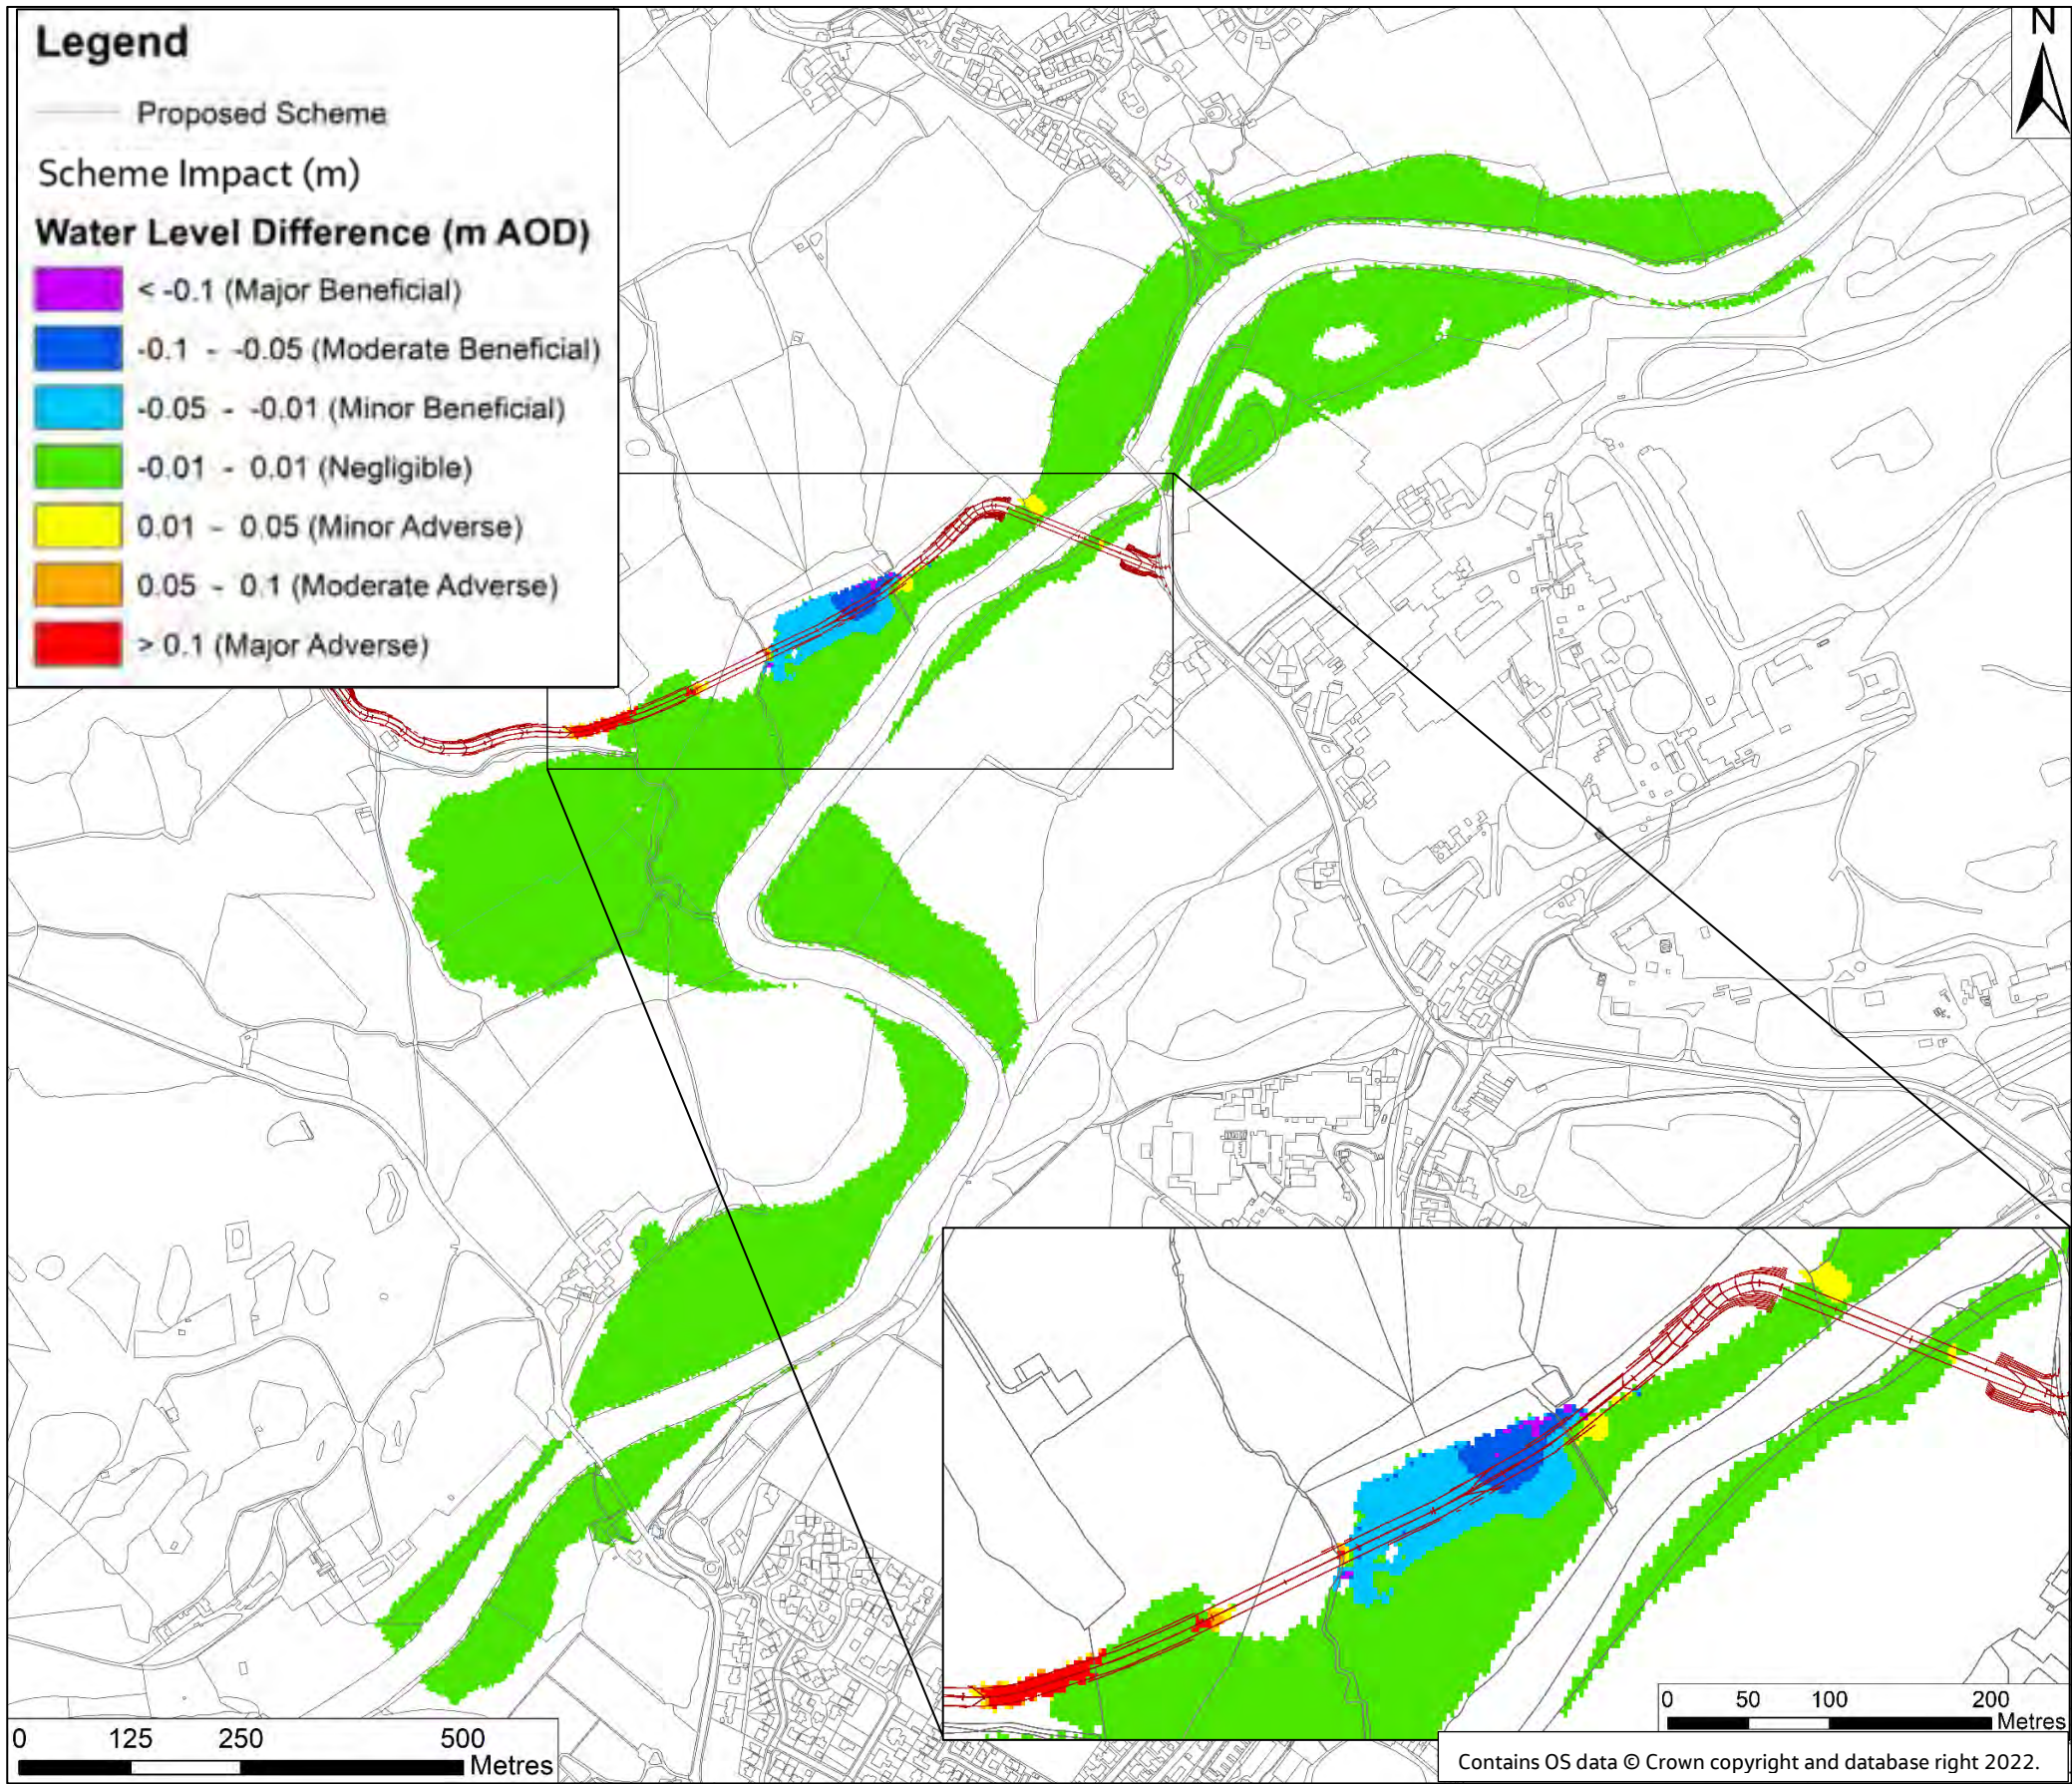 Legend
Proposed Scheme
Scheme Impact (m)
Water Level Difference (m AOD)
< -0.1 (Major Beneficial)
-0.1 - -0.05 (Moderate Beneficial)
-0.05 - -0.01 (Minor Beneficial)
-0.01 - 0.01 (Negligible)
0.01 - 0.05 (Minor Adverse)
0.05 - 0.1 (Moderate Adverse)
> 0.1 (Major Adverse)
N
0 50 100 200
Metres
0 125 250 500
Metres
Contains OS data © Crown copyright and database right 2022.